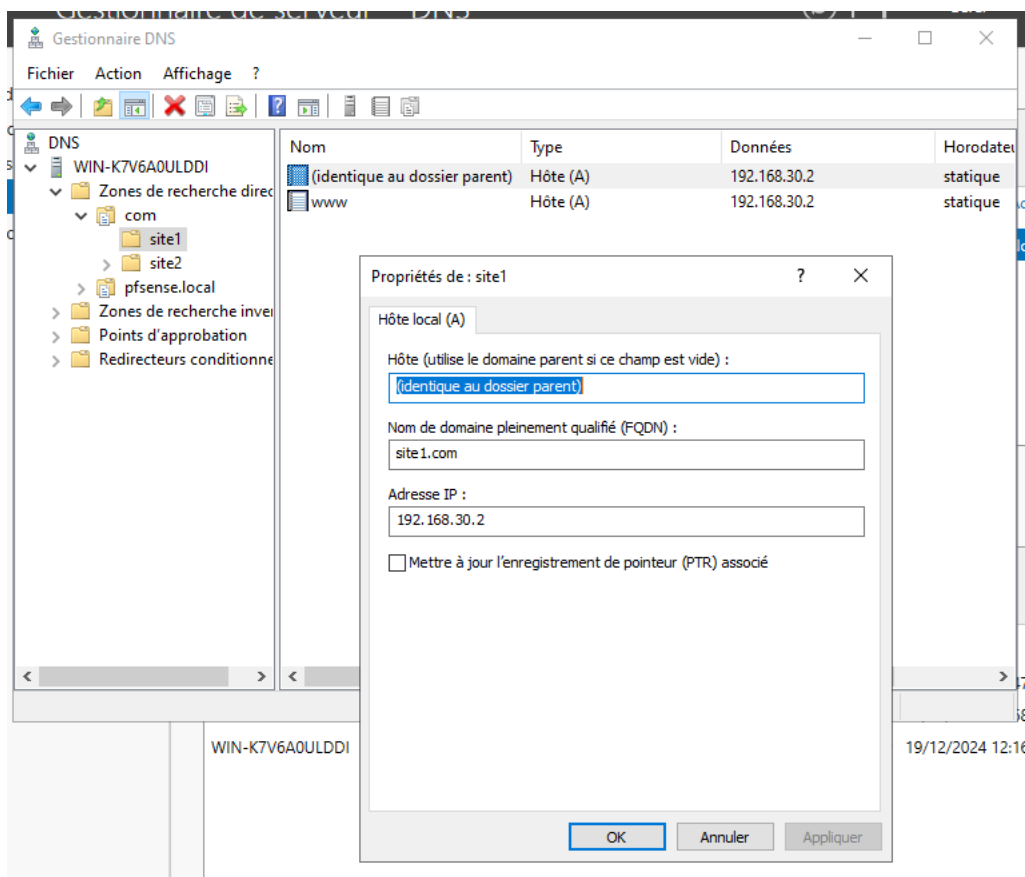 Gestionnaire de serveur DNS
Gestionnaire DNS
Fichier Action Affichage ?
DNS
WIN-K7V6A0ULDDI
Zones de recherche direc
com
site1
site2
pfsense.local
Zones de recherche inver
Points d'approbation
Redirecteurs conditionne
Nom Type Données Horodateu
(identique au dossier parent) Hôte (A) 192.168.30.2 statique
www Hôte (A) 192.168.30.2 statique
Propriétés de : site1 ?
Hôte local (A)
Hôte (utilise le domaine parent si ce champ est vide) :
(identique au dossier parent)
Nom de domaine pleinement qualifié (FQDN) :
site1.com
Adresse IP :
192.168.30.2
Mettre à jour l'enregistrement de pointeur (PTR) associé
OK Annuler Appliquer
WIN-K7V6A0ULDDI 19/12/2024 12:16